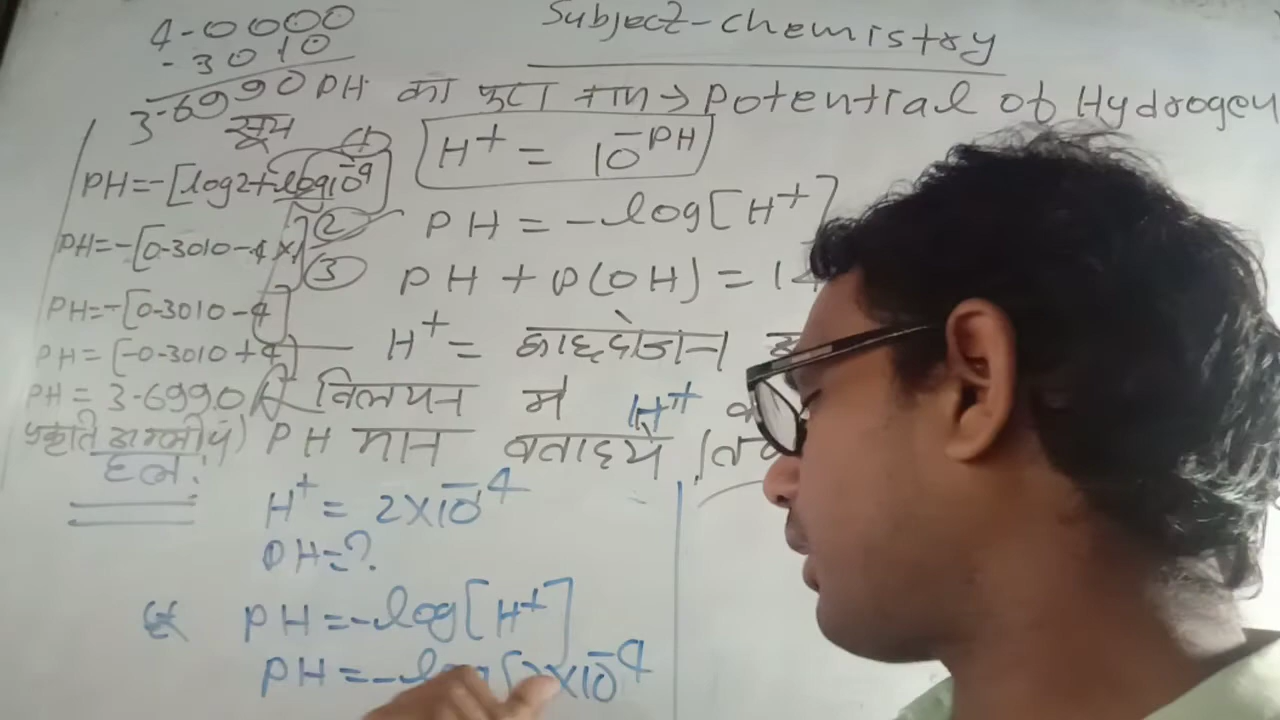 Subject-chemistry
4-0000
-3010
3-6990
PH का फुल नाम→Potential of Hydrogen
सूत्र
① H⁺ = 10⁻ᴾᴴ
② PH = -log[H⁺]
③ PH + P(OH) = 14
H⁺ = हाइड्रोजन
विलयन में H⁺
PH मान बताइये
PH=-[log2+log10⁻⁴]
PH=-[0-3010-4×1]
PH=-[0-3010-4]
PH=[-0-3010+4]
PH=3-6990
प्रकृति अम्लीय)
हल:
H⁺ = 2×10⁻⁴
PH=?
PH=-log[H⁺]
PH=-log[2×10⁻⁴